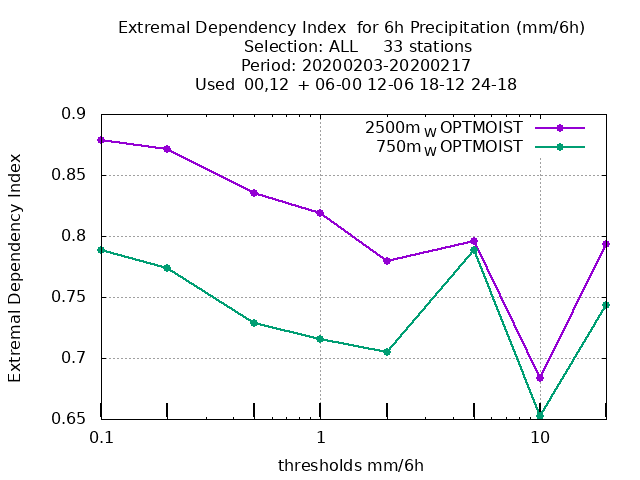 Extremal Dependency Index  for 6h Precipitation (mm/6h)
Selection: ALL     33 stations
Period: 20200203-20200217
Used  00,12  + 06-00 12-06 18-12 24-18
2500m W OPTMOIST
750m W OPTMOIST
0.9
0.85
0.8
0.75
0.7
0.65
Extremal Dependency Index
0.1
1
10
thresholds mm/6h